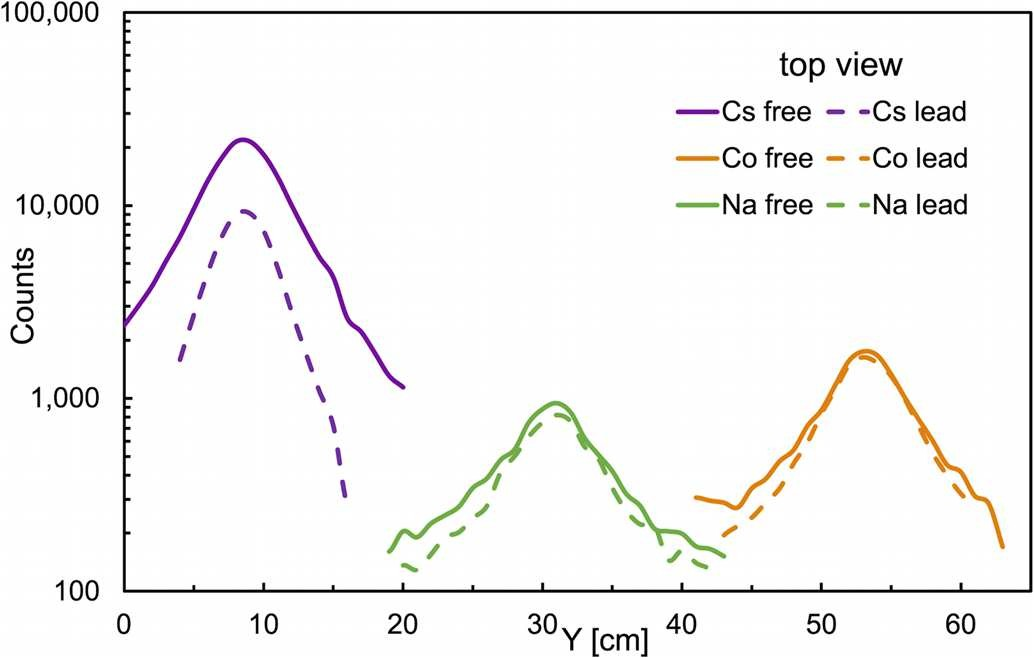 100,000
top view
Cs free Cs lead
Co free Co lead
10,000
Na free Na lead
Counts
1,000
100
0 10 20 30 40 50 60
Y [cm]